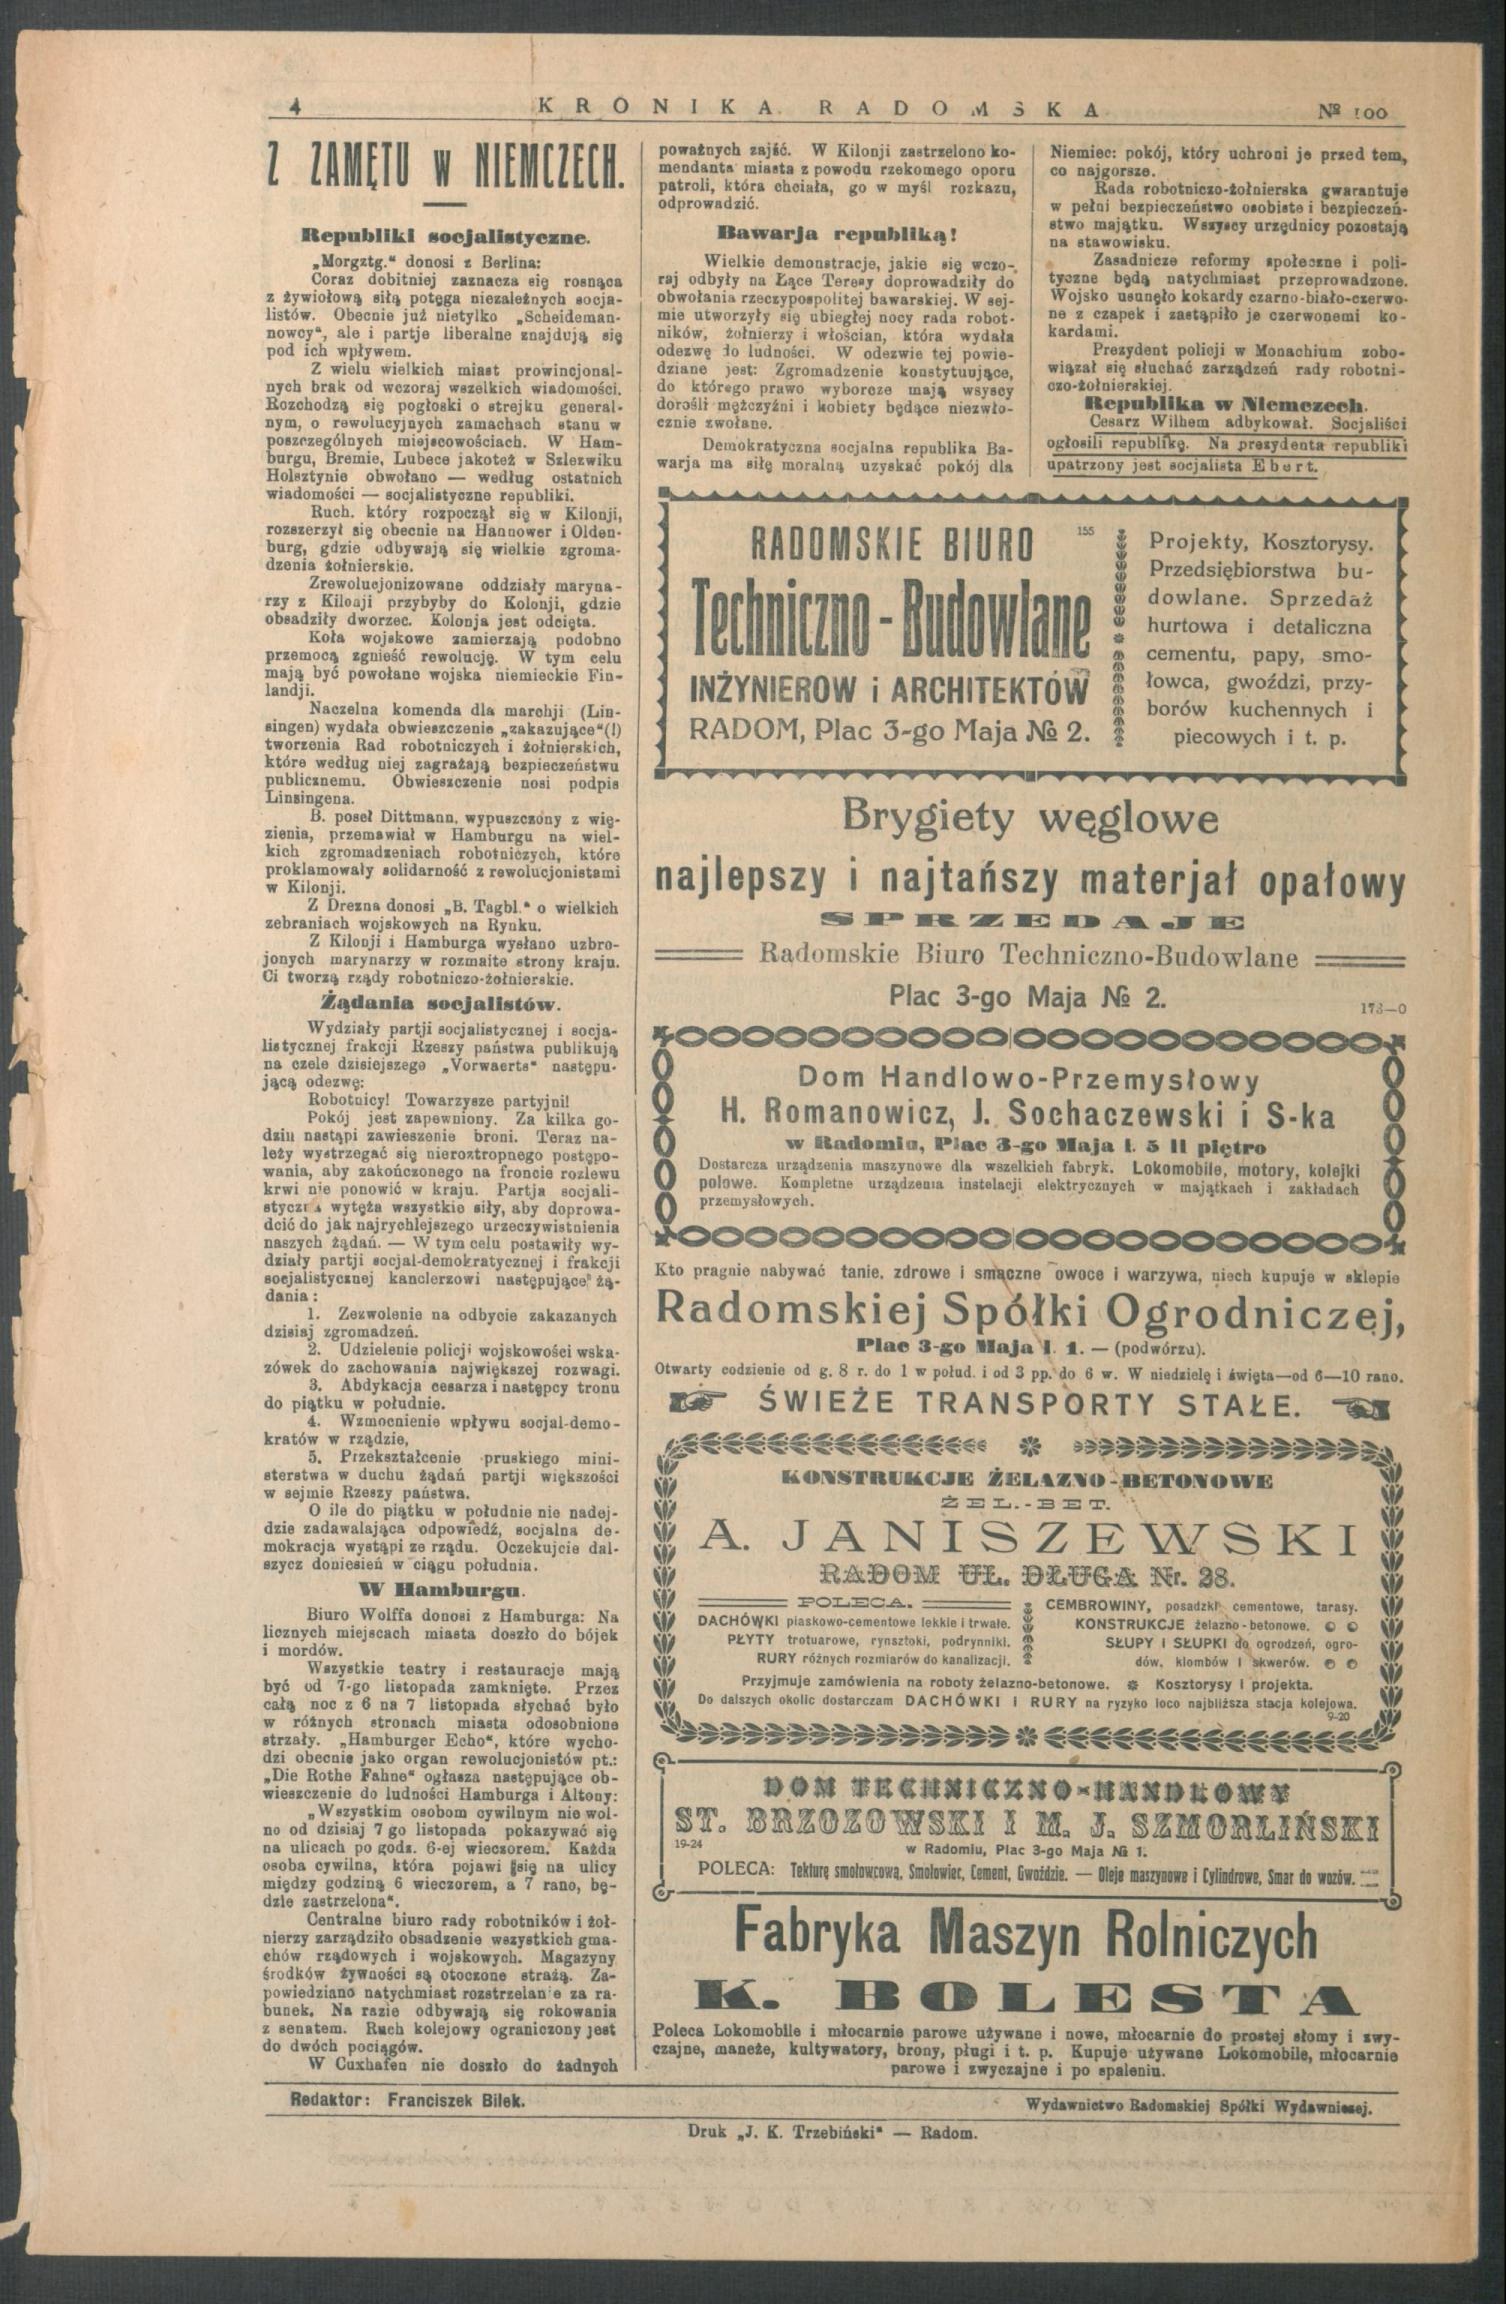 4
KRONIKA RADOMSKA
№ 100
Z ZAMĘTU w NIEMCZECH.
Republiki socjalistyczne.
„Morgztg.“ donosi z Berlina:
Coraz dobitniej zaznacza się rosnąca
z żywiołową siłą potęga niezależnych socja-
listów. Obecnie już nietylko „Scheideman-
nowcy“, ale i partje liberalne znajdują się
pod ich wpływem.
Z wielu wielkich miast prowincjonal-
nych brak od wczoraj wszelkich wiadomości.
Rozchodzą się pogłoski o strejku general-
nym, o rewolucyjnych zamachach stanu w
poszczególnych miejscowościach. W Ham-
burgu, Bremie, Lubece jakoteż w Szlezwiku
Holsztynie obwołano — według ostatnich
wiadomości — socjalistyczne republiki.
Ruch. który rozpoczął się w Kilonji,
rozszerzył się obecnie na Hannower i Olden-
burg, gdzie odbywają się wielkie zgroma-
dzenia żołnierskie.
Zrewolucjonizowane oddziały maryna-
rzy z Kilonji przybyby do Kolonji, gdzie
obsadziły dworzec. Kolonja jest odcięta.
Koła wojskowe zamierzają podobno
przemocą zgnieść rewolucję. W tym celu
mają być powołane wojska niemieckie Fin-
landji.
Naczelna komenda dla marchji (Lin-
singen) wydała obwieszczenie „zakazujące“(!)
tworzenia Rad robotniczych i żołnierskich,
które według niej zagrażają bezpieczeństwu
publicznemu. Obwieszczenie nosi podpis
Linsingena.
B. poseł Dittmann, wypuszczony z wię-
zienia, przemawiał w Hamburgu na wiel-
kich zgromadzeniach robotniczych, które
proklamowały solidarność z rewolucjonistami
w Kilonji.
Z Drezna donosi „B. Tagbl.“ o wielkich
zebraniach wojskowych na Rynku.
Z Kilonji i Hamburga wysłano uzbro-
jonych marynarzy w rozmaite strony kraju.
Ci tworzą rządy robotniczo-żołnierskie.
Żądania socjalistów.
Wydziały partji socjalistycznej i socja-
listycznej frakcji Rzeszy państwa publikują
na czele dzisiejszego „Vorwaerts“ następu-
jącą odezwę:
Robotnicy! Towarzysze partyjni!
Pokój jest zapewniony. Za kilka go-
dzin nastąpi zawieszenie broni. Teraz na-
leży wystrzegać się nieroztropnego postępo-
wania, aby zakończonego na froncie rozlewu
krwi nie ponowić w kraju. Partja socjali-
styczna wytęża wszystkie siły, aby doprowa-
dcić do jak najrychlejszego urzeczywistnienia
naszych żądań. — W tym celu postawiły wy-
działy partji socjal-demokratycznej i frakcji
socjalistycznej kanclerzowi następujące żą-
dania:
1. Zezwolenie na odbycie zakazanych
dzisiaj zgromadzeń.
2. Udzielenie policji wojskowości wska-
zówek do zachowania największej rozwagi.
3. Abdykacja cesarza i następcy tronu
do piątku w południe.
4. Wzmocnienie wpływu socjal-demo-
kratów w rządzie,
5. Przekształcenie pruskiego mini-
sterstwa w duchu żądań partji większości
w sejmie Rzeszy państwa.
O ile do piątku w południe nie nadej-
dzie zadawalająca odpowiedź, socjalna de-
mokracja wystąpi ze rządu. Oczekujcie dal-
szycz doniesień w ciągu południa.
W Hamburgu.
Biuro Wolffa donosi z Hamburga: Na
licznych miejscach miasta doszło do bójek
i mordów.
Wszystkie teatry i restauracje mają
być od 7-go listopada zamknięte. Przez
całą noc z 6 na 7 listopada słychać było
w różnych stronach miasta odosobnione
strzały. „Hamburger Echo“, które wycho-
dzi obecnie jako organ rewolucjonistów pt.:
„Die Rothe Fahne“ ogłasza następujące ob-
wieszczenie do ludności Hamburga i Altony:
„Wszystkim osobom cywilnym nie wol-
no od dzisiaj 7 go listopada pokazywać się
na ulicach po godz. 6-ej wieczorem. Każda
osoba cywilna, która pojawi się na ulicy
między godziną 6 wieczorem, a 7 rano, bę-
dzie zastrzelona“.
Centralne biuro rady robotników i żoł-
nierzy zarządziło obsadzenie wszystkich gma-
chów rządowych i wojskowych. Magazyny
środków żywności są otoczone strażą. Za-
powiedziano natychmiast rozstrzelanie za ra-
bunek. Na razie odbywają się rokowania
z senatem. Ruch kolejowy ograniczony jest
do dwóch pociągów.
W Cuxhafen nie doszło do żadnych
poważnych zajść. W Kilonji zastrzelono ko-
mendanta miasta z powodu rzekomego oporu
patroli, która chciała, go w myśl rozkazu,
odprowadzić.
Bawarja republiką!
Wielkie demonstracje, jakie się wczo-
raj odbyły na Łące Teresy doprowadziły do
obwołania rzeczypospolitej bawarskiej. W sej-
mie utworzyły się ubiegłej nocy rada robot-
ników, żołnierzy i włościan, która wydała
odezwę do ludności. W odezwie tej powie-
dziane jest: Zgromadzenie konstytuujące,
do którego prawo wyborcze mają wsyscy
dorośli mężczyźni i kobiety będące niezwło-
cznie zwołane.
Demokratyczna socjalna republika Ba-
warja ma siłę moralną uzyskać pokój dla
Niemiec: pokój, który uchroni je przed tem,
co najgorsze.
Rada robotniczo-żołnierska gwarantuje
w pełni bezpieczeństwo osobiste i bezpieczeń-
stwo majątku. Wszyscy urzędnicy pozostają
na stawowisku.
Zasadnicze reformy społeczne i poli-
tyczne będą natychmiast przeprowadzone.
Wojsko usunęło kokardy czarno-biało-czerwo-
ne z czapek i zastąpiło je czerwonemi ko-
kardami.
Prezydent policji w Monachium zobo-
wiązał się słuchać zarządzeń rady robotni-
czo-żołnierskiej.
Republika w Niemczech.
Cesarz Wilhem adbykował. Socjaliści
ogłosili republikę. Na prezydenta republiki
upatrzony jest socjalista Ebert.
RADOMSKIE BIURO
155
Techniczno-Budowlane
INŻYNIEROW i ARCHITEKTÓW
RADOM, Plac 3-go Maja № 2.
Projekty, Kosztorysy.
Przedsiębiorstwa bu-
dowlane. Sprzedaż
hurtowa i detaliczna
cementu, papy, smo-
łowca, gwoździ, przy-
borów kuchennych i
piecowych i t. p.
Brygiety węglowe
najlepszy i najtańszy materjał opałowy
SPRZEDAJE
Radomskie Biuro Techniczno-Budowlane
Plac 3-go Maja № 2.
173—0
Dom Handlowo-Przemysłowy
H. Romanowicz, J. Sochaczewski i S-ka
w Radomiu, Plac 3-go Maja l. 5 II piętro
Dostarcza urządzenia maszynowe dla wszelkich fabryk. Lokomobile, motory, kolejki
polowe. Kompletne urządzenia instelacji elektrycznych w majątkach i zakładach
przemysłowych.
Kto pragnie nabywać tanie, zdrowe i smaczne owoce i warzywa, niech kupuje w sklepie
Radomskiej Spółki Ogrodniczej,
Plac 3-go Maja l. 1. — (podwórzu).
Otwarty codzienie od g. 8 r. do 1 w połud. i od 3 pp. do 6 w. W niedzielę i święta—od 6—10 rano.
ŚWIEŻE TRANSPORTY STAŁE.
KONSTRUKCJE ŻELAZNO-BETONOWE
ŻEL.-BET.
A. JANISZEWSKI
RADOM UL. DŁUGA Nr. 28.
POLECA.
DACHÓWKI piaskowo-cementowe lekkie i trwałe.
PŁYTY trotuarowe, rynsztoki, podrynniki.
RURY różnych rozmiarów do kanalizacji.
CEMBROWINY, posadzki cementowe, tarasy.
KONSTRUKCJE żelazno-betonowe.
SŁUPY I SŁUPKI do ogrodzeń, ogro-
dów, klombów i skwerów.
Przyjmuje zamówienia na roboty żelazno-betonowe. Kosztorysy i projekta.
Do dalszych okolic dostarczam DACHÓWKI i RURY na ryzyko loco najbliższa stacja kolejowa.
9-20
DOM TECHNICZNO-HANDLOWY
ST. BRZOZOWSKI I M. J. SZMORLIŃSKI
19-24
w Radomiu, Plac 3-go Maja № 1.
POLECA: Tekturę smołowcową, Smołowiec, Cement, Gwoździe. — Oleje maszynowe i Cylindrowe, Smar do wozów.
Fabryka Maszyn Rolniczych
K. BOLESTA
Poleca Lokomobile i młocarnie parowe używane i nowe, młocarnie do prostej słomy i zwy-
czajne, maneże, kultywatory, brony, pługi i t. p. Kupuje używane Lokomobile, młocarnie
parowe i zwyczajne i po spaleniu.
Redaktor: Franciszek Bilek.
Wydawnictwo Radomskiej Spółki Wydawniczej.
Druk „J. K. Trzebiński“ — Radom.